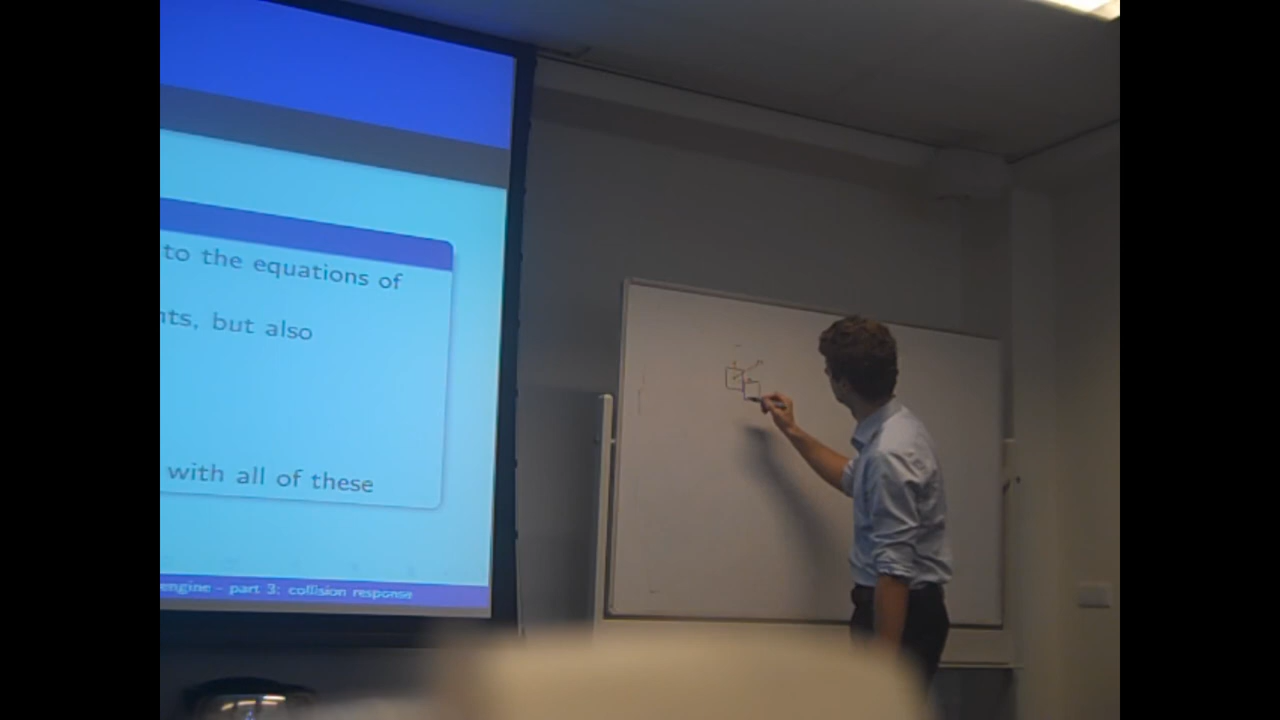 to the equations of
nts, but also
with all of these
engine – part 3: collision response